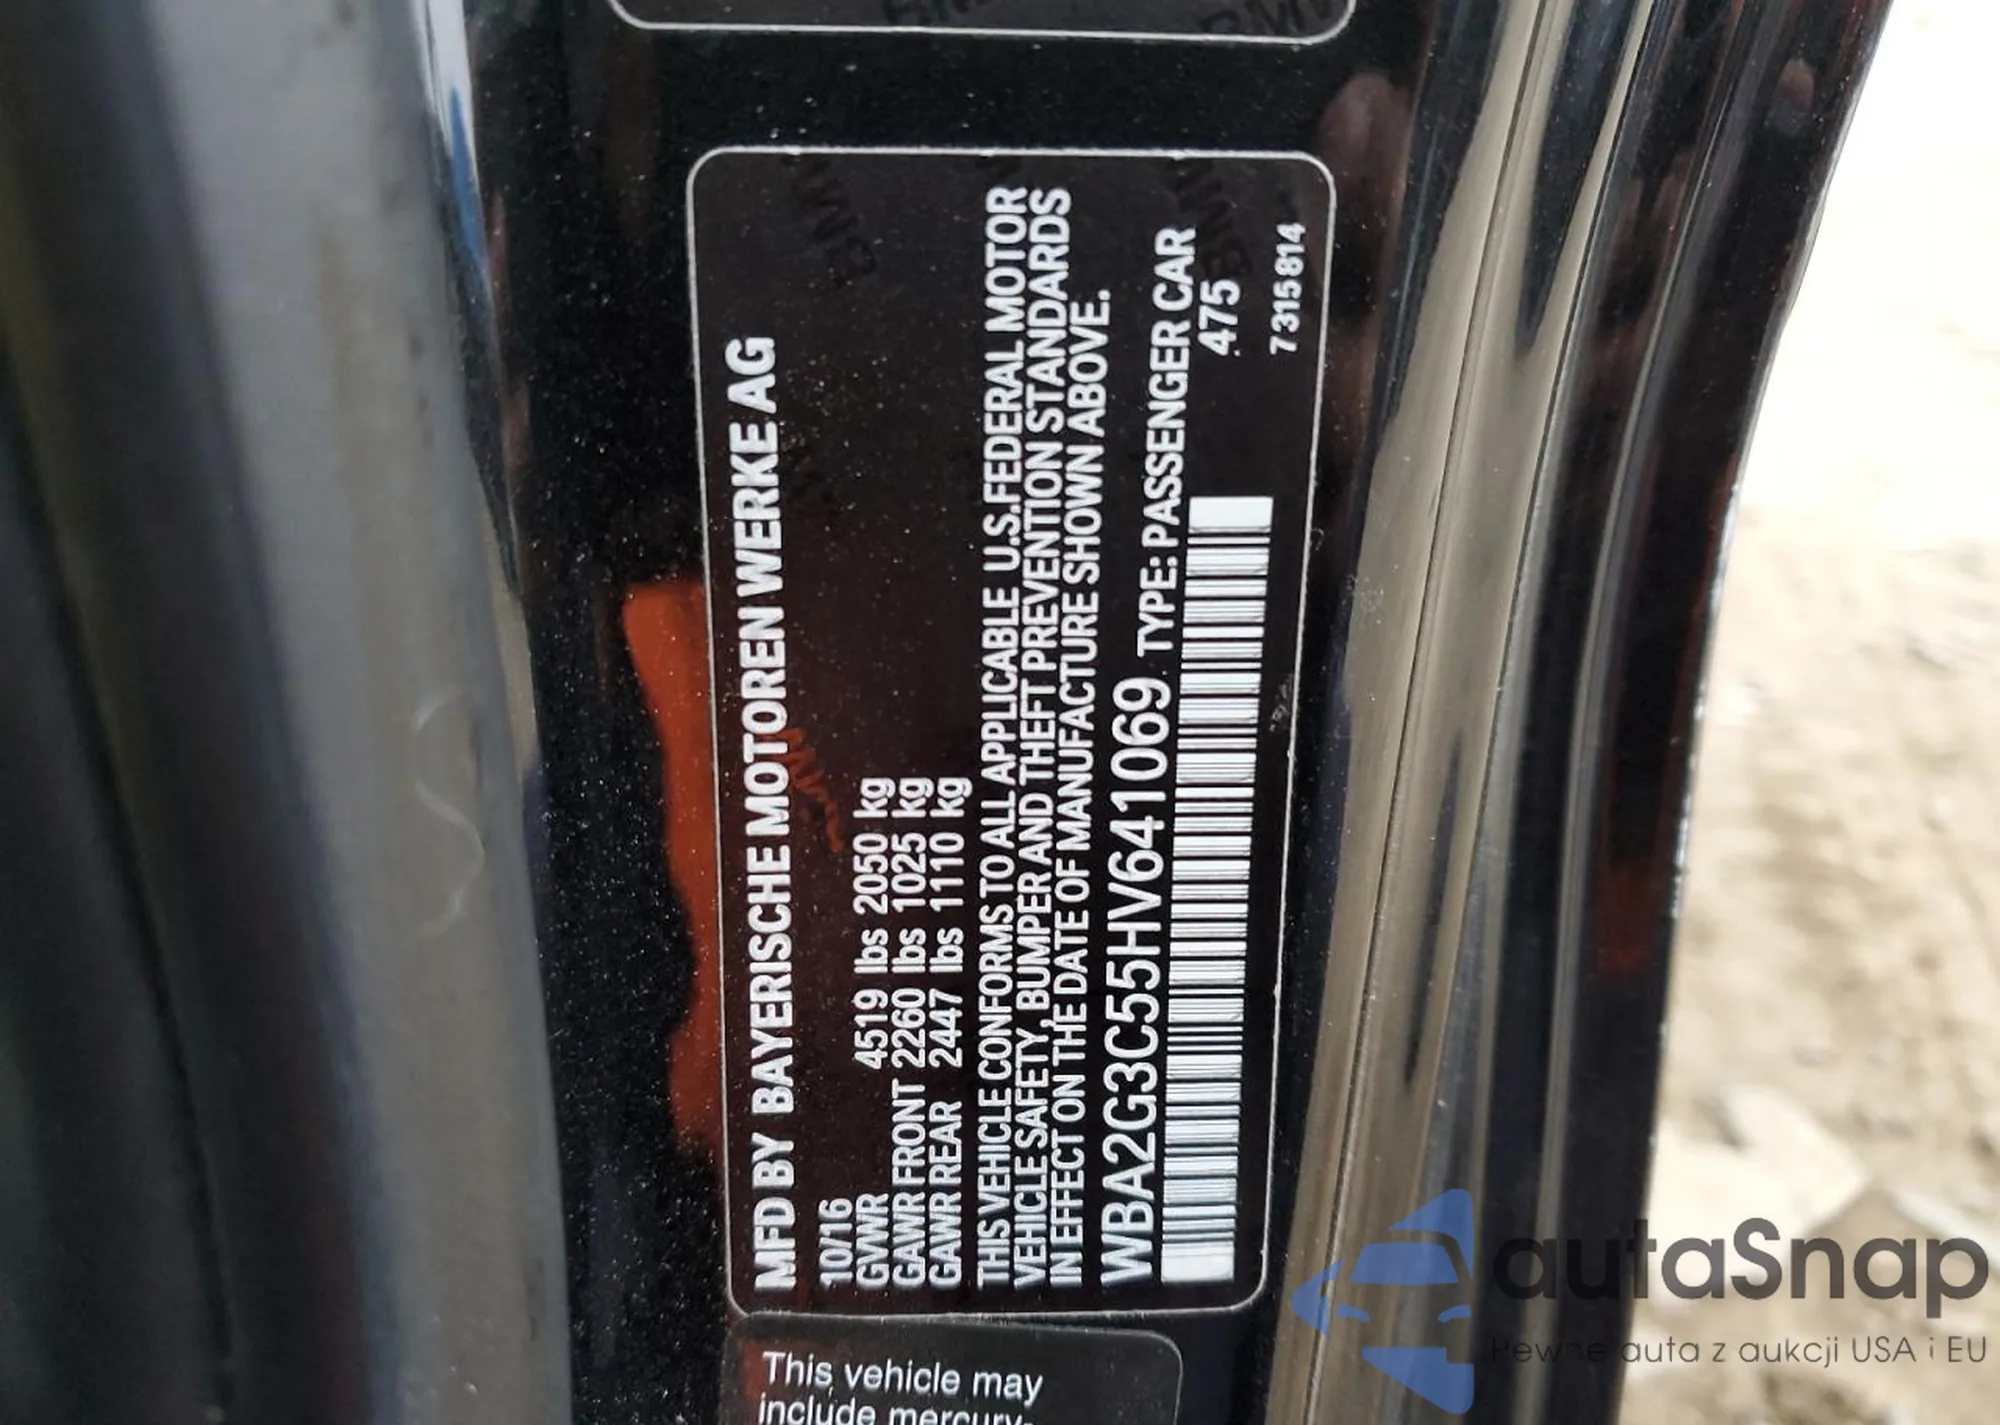 MFD BY BAYERISCHE MOTOREN WERKE AG
10/16
GVWR 4519 lbs 2050 kg
GAWR FRONT 2260 lbs 1025 kg
GAWR REAR 2447 lbs 1110 kg
THIS VEHICLE CONFORMS TO ALL APPLICABLE U.S.FEDERAL MOTOR
VEHICLE SAFETY, BUMPER AND THEFT PREVENTION STANDARDS
IN EFFECT ON THE DATE OF MANUFACTURE SHOWN ABOVE.
WBA2G3C55HV641069 TYPE: PASSENGER CAR
475
7315814
This vehicle may
include mercury-
autaSnap
Pewne auta z aukcji USA i EU